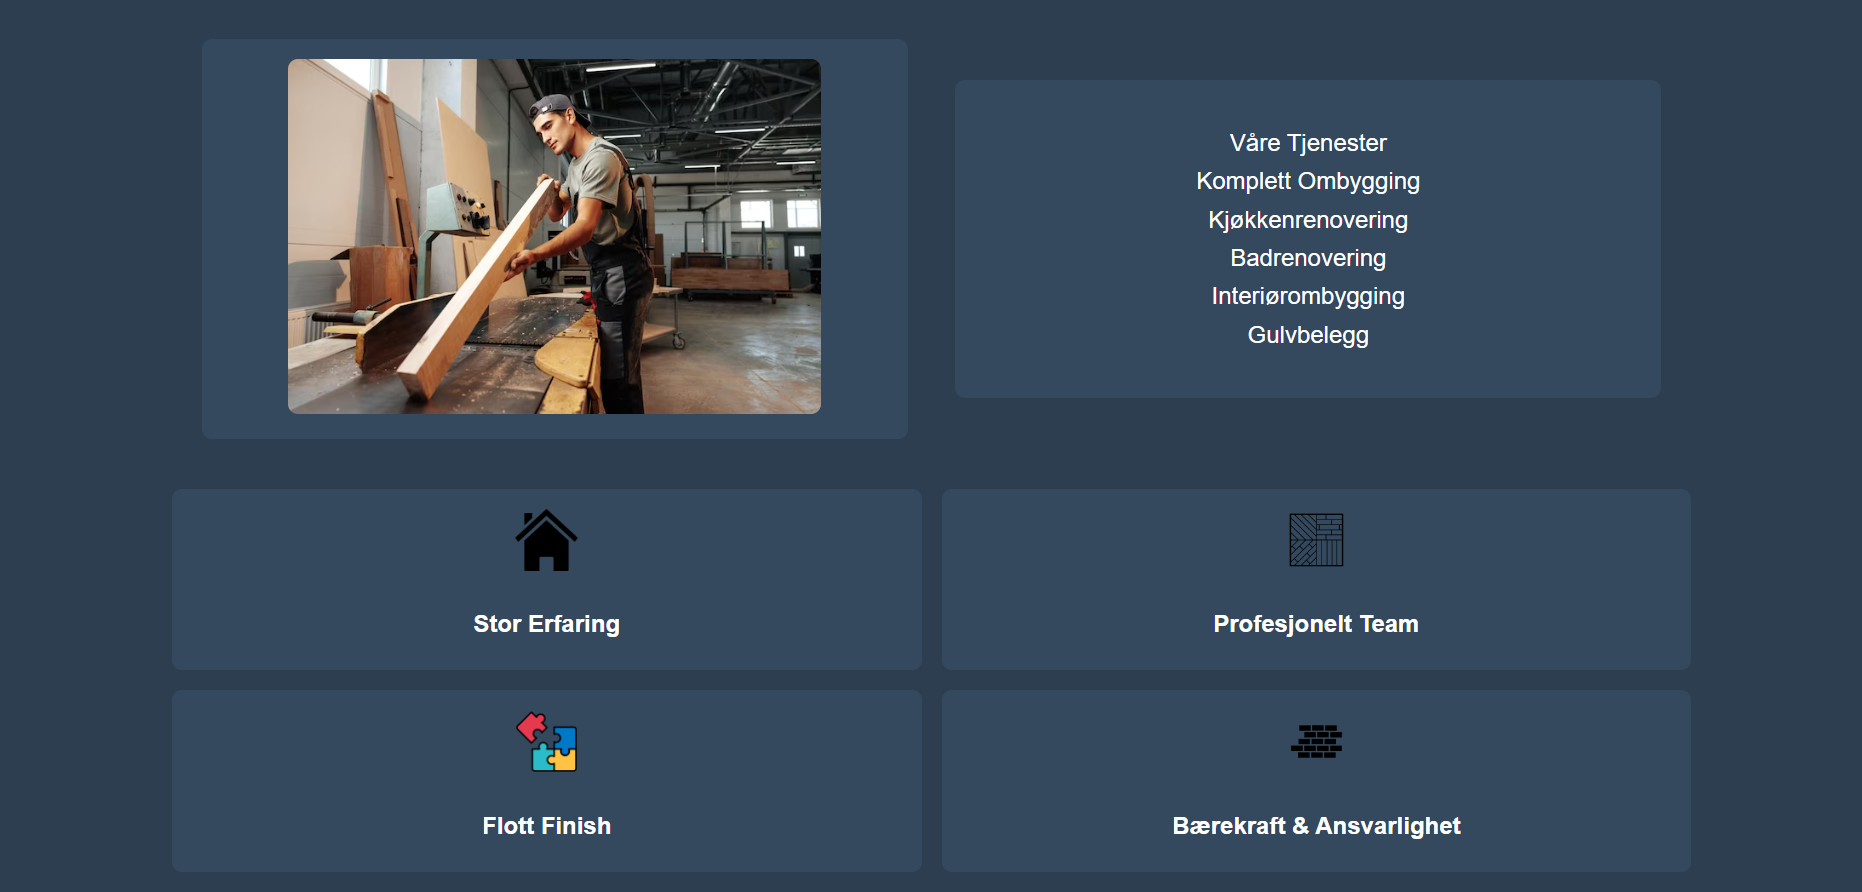 Våre Tjenester
Komplett Ombygging
Kjøkkenrenovering
Badrenovering
Interiørombygging
Gulvbelegg
Stor Erfaring
Profesjonelt Team
Flott Finish
Bærekraft & Ansvarlighet